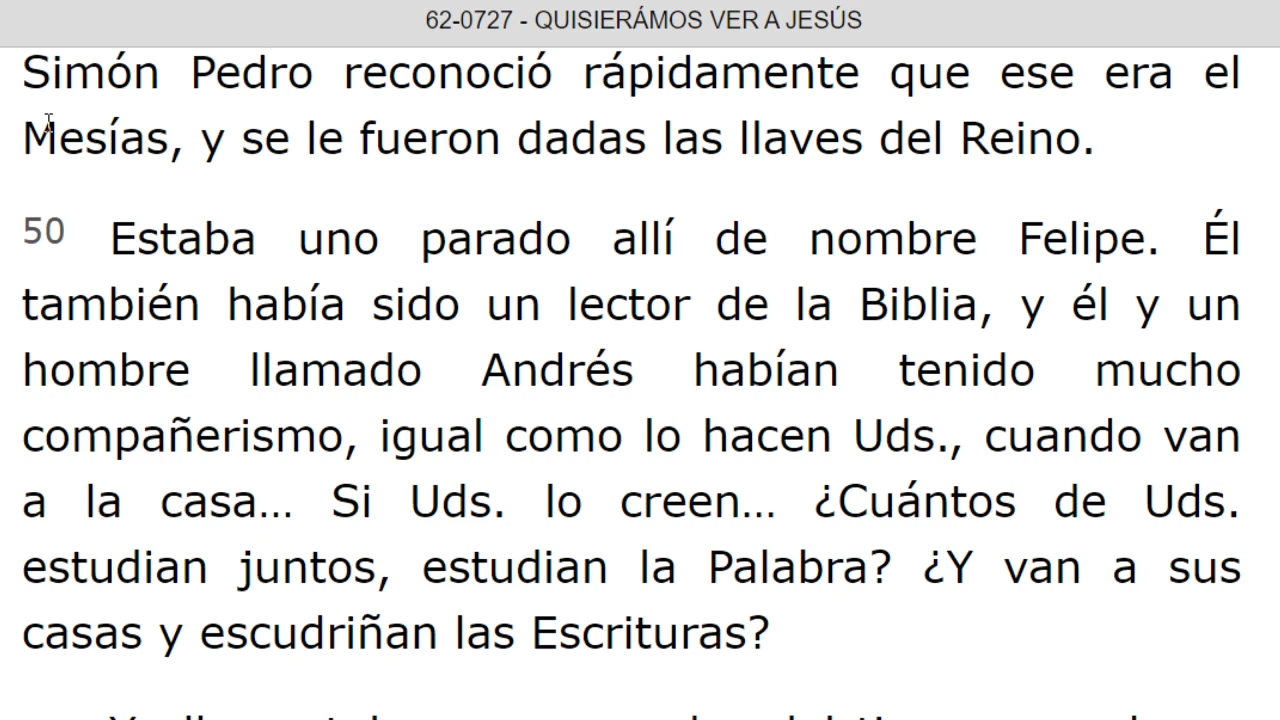 62-0727 - QUISIERÁMOS VER A JESÚS
Simón Pedro reconoció rápidamente que ese era el
Mesías, y se le fueron dadas las llaves del Reino.
50 Estaba uno parado allí de nombre Felipe. Él
también había sido un lector de la Biblia, y él y un
hombre llamado Andrés habían tenido mucho
compañerismo, igual como lo hacen Uds., cuando van
a la casa… Si Uds. lo creen… ¿Cuántos de Uds.
estudian juntos, estudian la Palabra? ¿Y van a sus
casas y escudriñan las Escrituras?